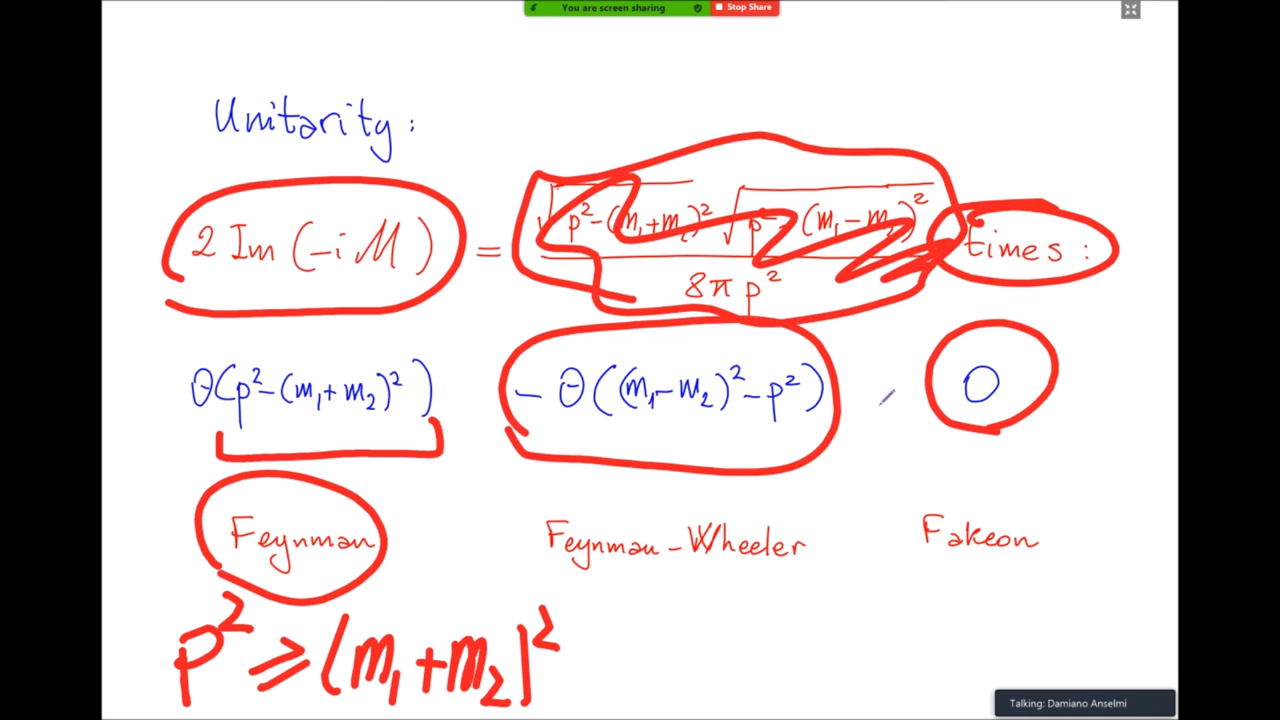 You are screen sharing Stop Share
Unitarity:
2 Im (-i M) = √(p²-(m₁+m₂)²) √(p²-(m₁-m₂)²) / 8π p² times:
θ(p²-(m₁+m₂)²) - θ((m₁-m₂)²-p²) 0
Feynman Feynman-Wheeler Fakeon
p² ⩾ (m₁+m₂)²
Talking: Damiano Anselmi